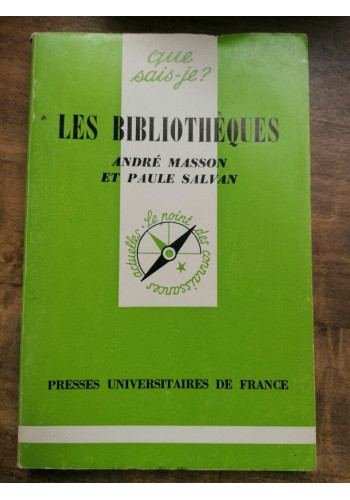 que
sais-je?
LES BIBLIOTHÈQUES
ANDRÉ MASSON
ET PAULE SALVAN
Le point des connaissances actuelles
PRESSES UNIVERSITAIRES DE FRANCE